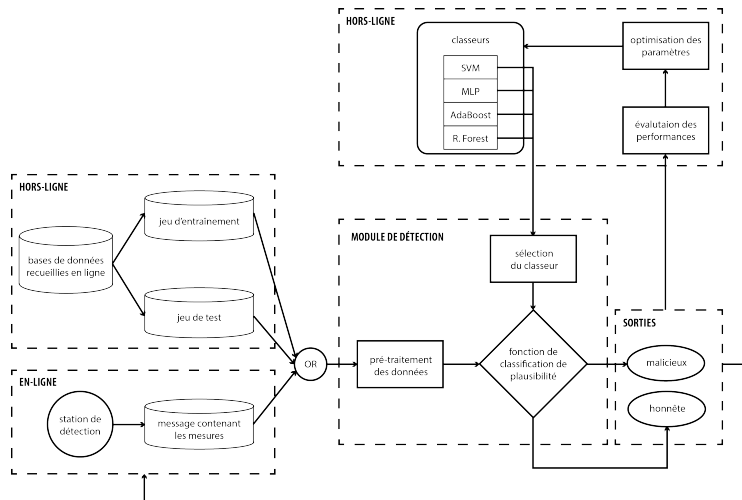 HORS-LIGNE
classeurs
SVM
MLP
AdaBoost
R. Forest
optimisation des
paramètres
évalutaion des
performances
HORS-LIGNE
bases de données
recueillies en ligne
jeu d'entraînement
jeu de test
EN-LIGNE
station de
détection
message contenant
les mesures
OR
MODULE DE DÉTECTION
sélection
du classeur
pré-traitement
des données
fonction de
classification de
plausibilité
SORTIES
malicieux
honnête